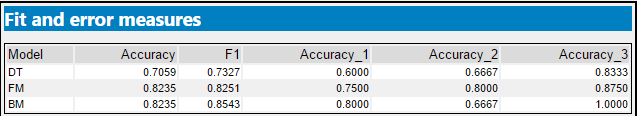 Fit and error measures
Model Accuracy F1 Accuracy_1 Accuracy_2 Accuracy_3
DT 0.7059 0.7327 0.6000 0.6667 0.8333
FM 0.8235 0.8251 0.7500 0.8000 0.8750
BM 0.8235 0.8543 0.8000 0.6667 1.0000